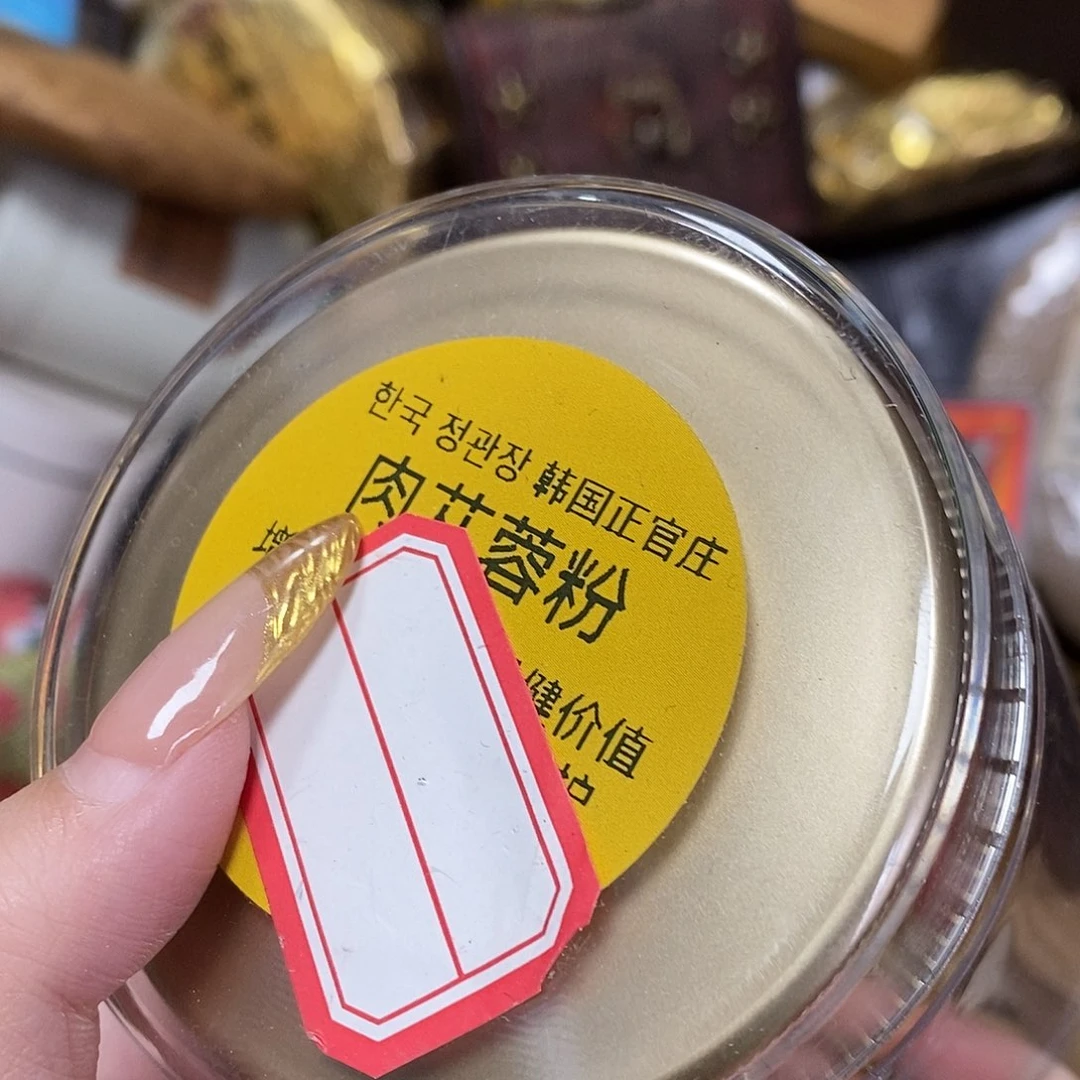 한국 정관장 韩国正官庄
肉苁蓉粉
健价值